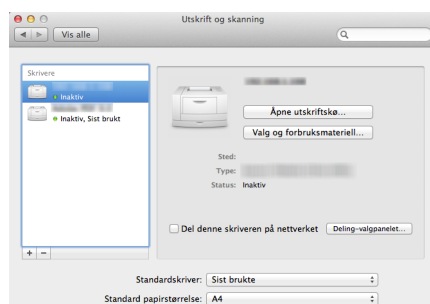 Utskrift og skanning
Vis alle
Skrivere
Inaktiv
Inaktiv, Sist brukt
Åpne utskriftskø...
Valg og forbruksmateriell...
Sted:
Type:
Status: Inaktiv
Del denne skriveren på nettverket
Deling-valgpanelet...
+ −
Standardskriver: Sist brukte
Standard papirstørrelse: A4